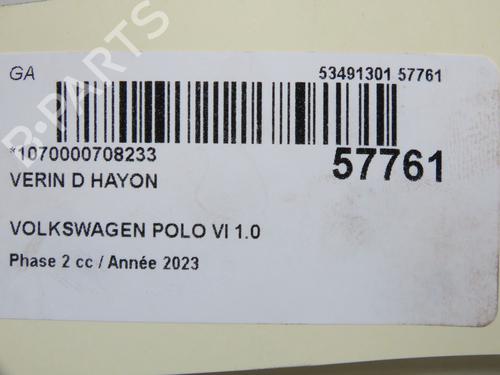 GA 53491301 57761
B-PARTS
*1070000708233 57761
VERIN D HAYON
VOLKSWAGEN POLO VI 1.0
Phase 2 cc / Année 2023